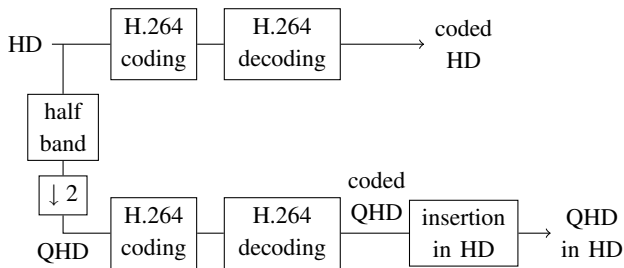 HD
H.264
coding
H.264
decoding
coded
HD
half
band
↓ 2
QHD
H.264
coding
H.264
decoding
coded
QHD
insertion
in HD
QHD
in HD